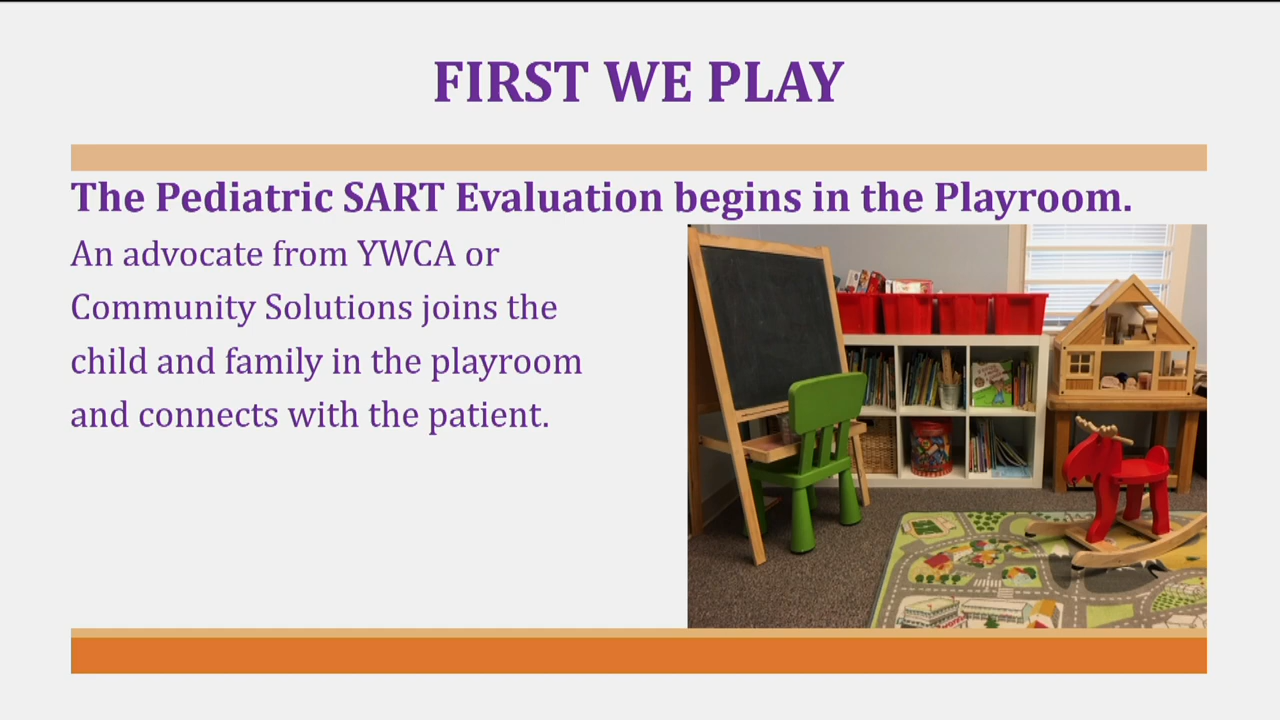 FIRST WE PLAY
The Pediatric SART Evaluation begins in the Playroom.
An advocate from YWCA or
Community Solutions joins the
child and family in the playroom
and connects with the patient.